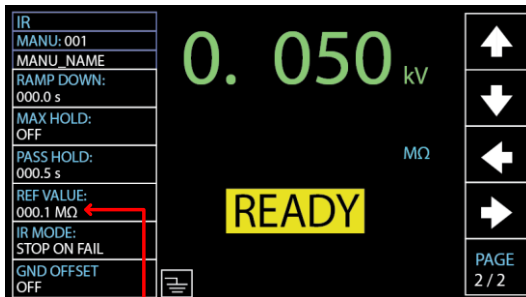 IR
MANU: 001
MANU_NAME
RAMP DOWN:
000.0 s
MAX HOLD:
OFF
PASS HOLD:
000.5 s
REF VALUE:
000.1 MΩ
IR MODE:
STOP ON FAIL
GND OFFSET
OFF
0. 050 kV
MΩ
READY
PAGE
2 / 2